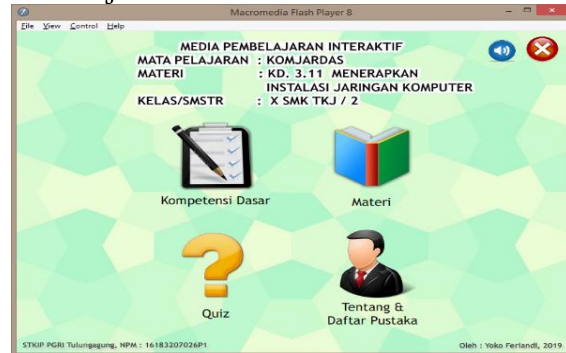 Macromedia Flash Player 8
File View Control Help
MEDIA PEMBELAJARAN INTERAKTIF
MATA PELAJARAN : KOMJARDAS
MATERI : KD. 3.11 MENERAPKAN
INSTALASI JARINGAN KOMPUTER
KELAS/SMSTR : X SMK TKJ / 2
Kompetensi Dasar
Materi
Quiz
Tentang &
Daftar Pustaka
STKIP PGRI Tulungagung, NPM : 16183207026P1
Oleh : Yoko Feriandi, 2019